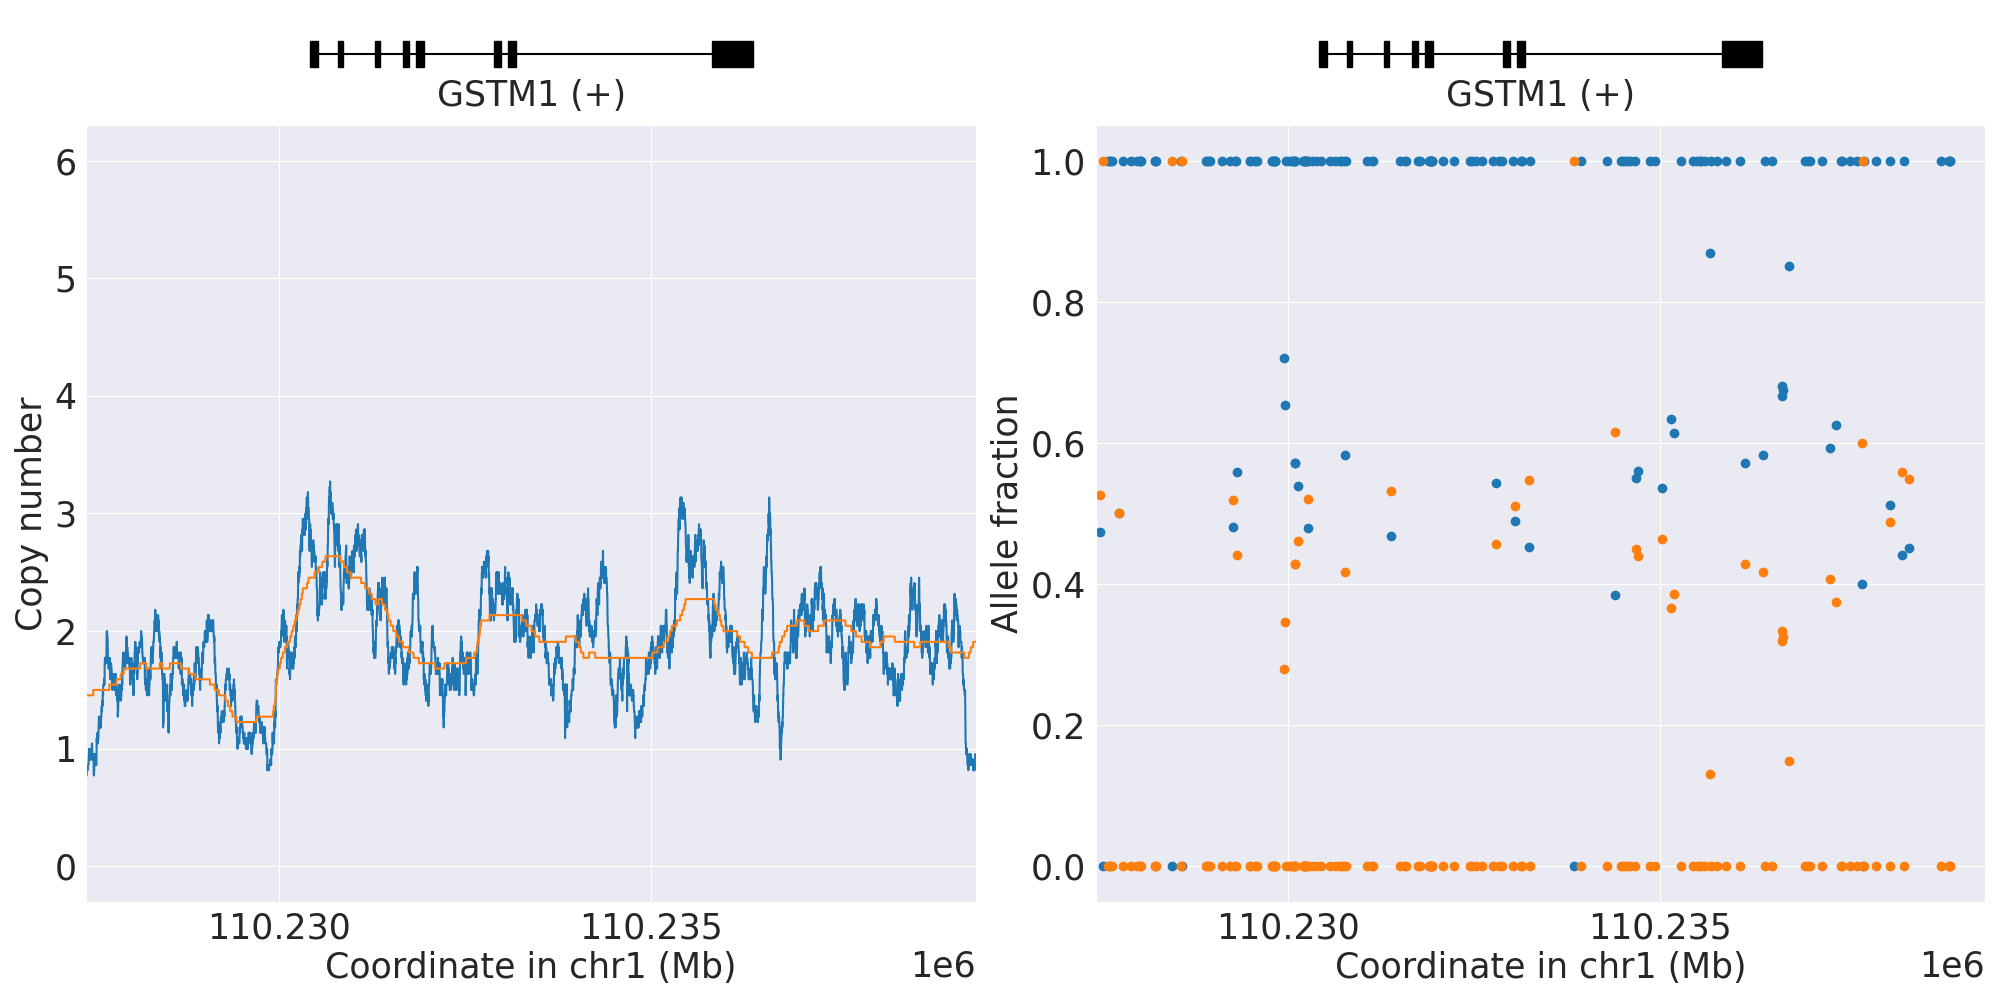 GSTM1 (+)
6
5
4
3
2
1
0
Copy number
110.230
110.235
Coordinate in chr1 (Mb)
1e6
GSTM1 (+)
1.0
0.8
0.6
0.4
0.2
0.0
Allele fraction
110.230
110.235
Coordinate in chr1 (Mb)
1e6